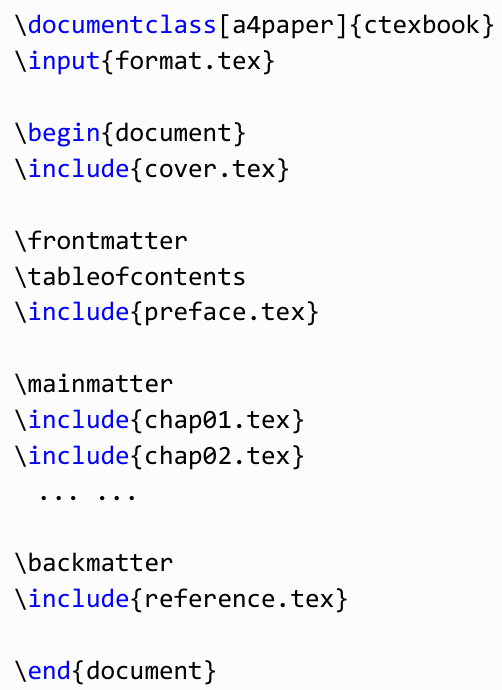 \documentclass[a4paper]{ctexbook}
\input{format.tex}
\begin{document}
\include{cover.tex}
\frontmatter
\tableofcontents
\include{preface.tex}
\mainmatter
\include{chap01.tex}
\include{chap02.tex}
... ...
\backmatter
\include{reference.tex}
\end{document}